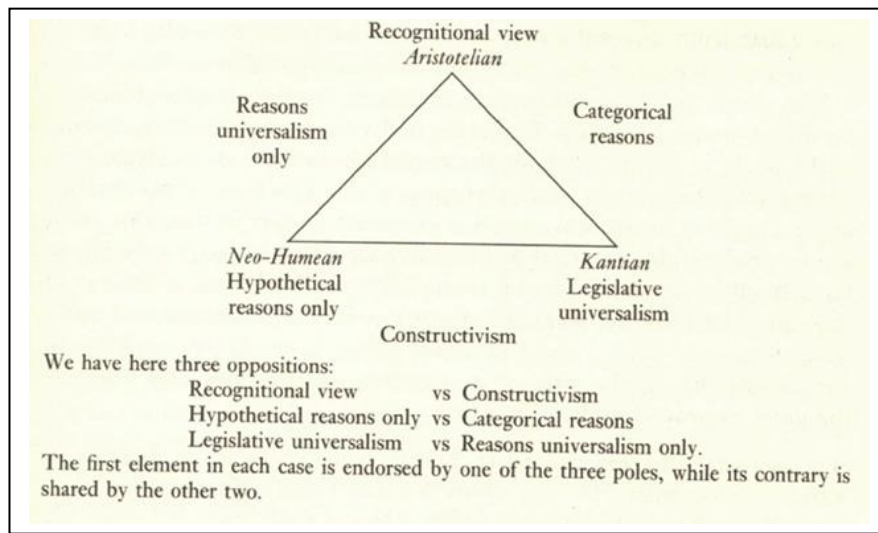 Recognitional view
Aristotelian
Reasons
universalism
only
Categorical
reasons
Neo-Humean
Hypothetical
reasons only
Kantian
Legislative
universalism
Constructivism
We have here three oppositions:
Recognitional view vs Constructivism
Hypothetical reasons only vs Categorical reasons
Legislative universalism vs Reasons universalism only.
The first element in each case is endorsed by one of the three poles, while its contrary is
shared by the other two.